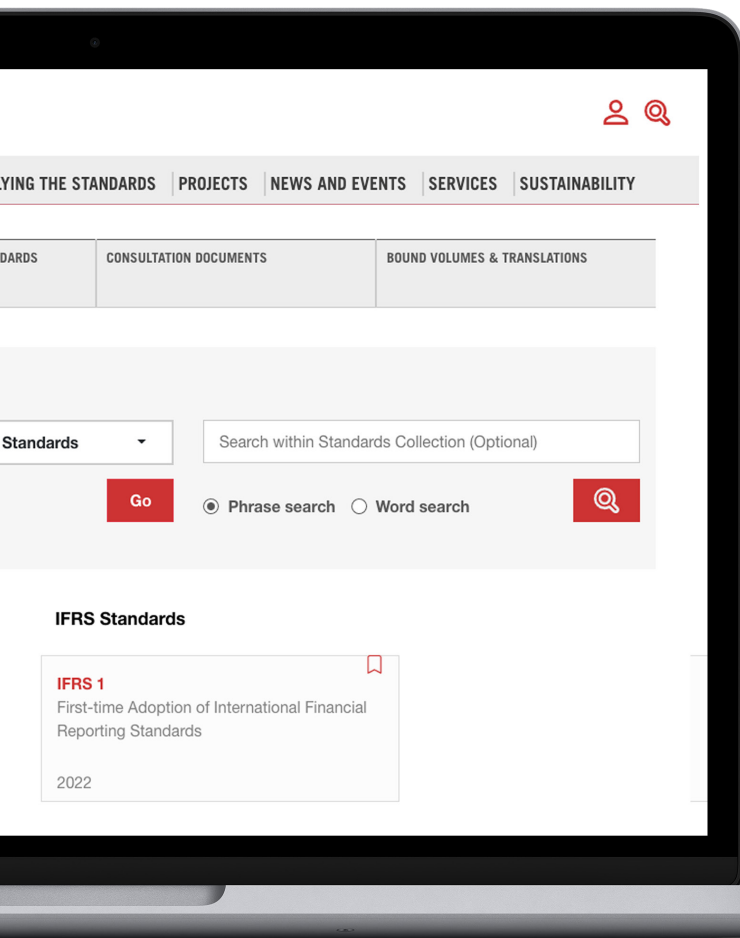 YING THE STANDARDS PROJECTS NEWS AND EVENTS SERVICES SUSTAINABILITY
DARDS CONSULTATION DOCUMENTS BOUND VOLUMES & TRANSLATIONS
Standards Search within Standards Collection (Optional)
Go Phrase search Word search
IFRS Standards
IFRS 1
First-time Adoption of International Financial
Reporting Standards
2022